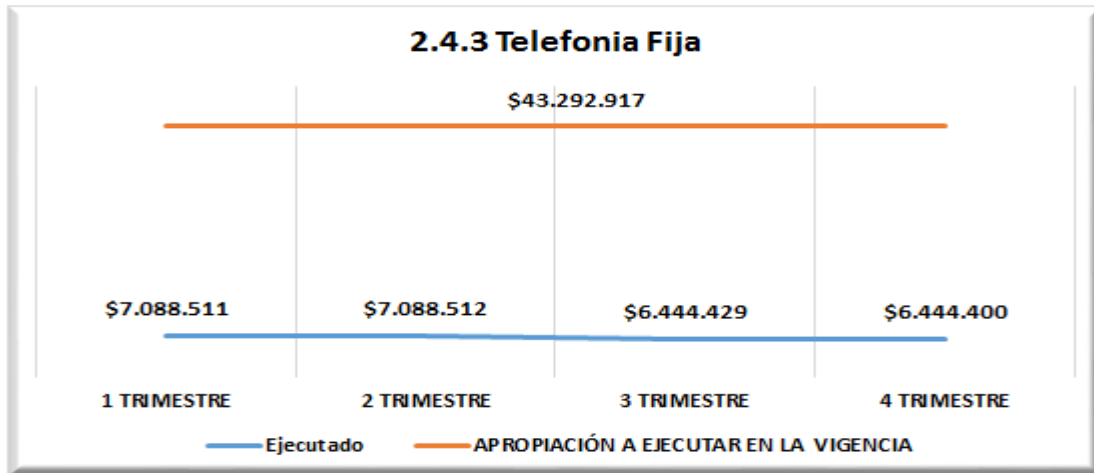 2.4.3 Telefonia Fija
$43.292.917
$7.088.511 $7.088.512 $6.444.429 $6.444.400
1 TRIMESTRE 2 TRIMESTRE 3 TRIMESTRE 4 TRIMESTRE
Ejecutado APROPIACIÓN A EJECUTAR EN LA VIGENCIA